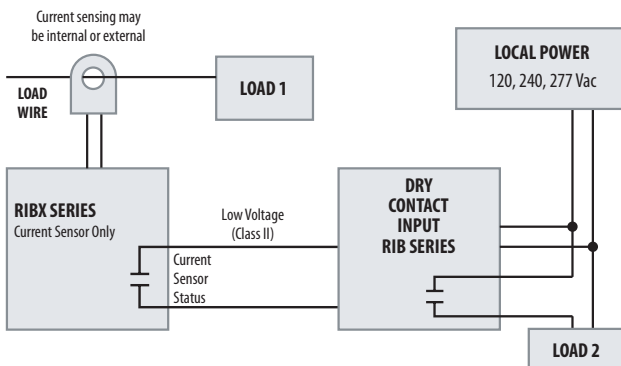 Current sensing may
be internal or external
LOAD
WIRE
LOAD 1
LOCAL POWER
120, 240, 277 Vac
RIBX SERIES
Current Sensor Only
Low Voltage
(Class II)
Current
Sensor
Status
DRY
CONTACT
INPUT
RIB SERIES
LOAD 2